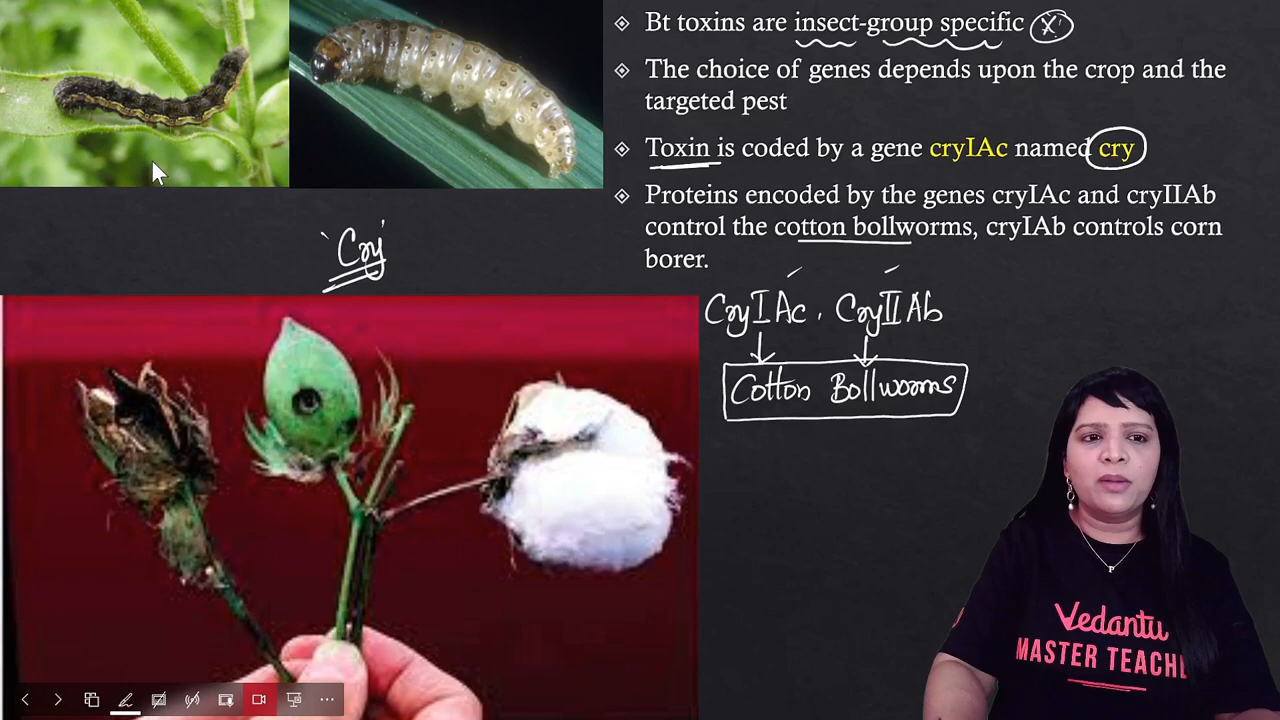 Bt toxins are insect-group specific X
The choice of genes depends upon the crop and the
targeted pest
Toxin is coded by a gene cryIAc named cry
Proteins encoded by the genes cryIAc and cryIIAb
control the cotton bollworms, cryIAb controls corn
borer.
'Cry'
CryIAc, CryIIAb
Cotton Bollworms
Vedantu
MASTER TEACHE